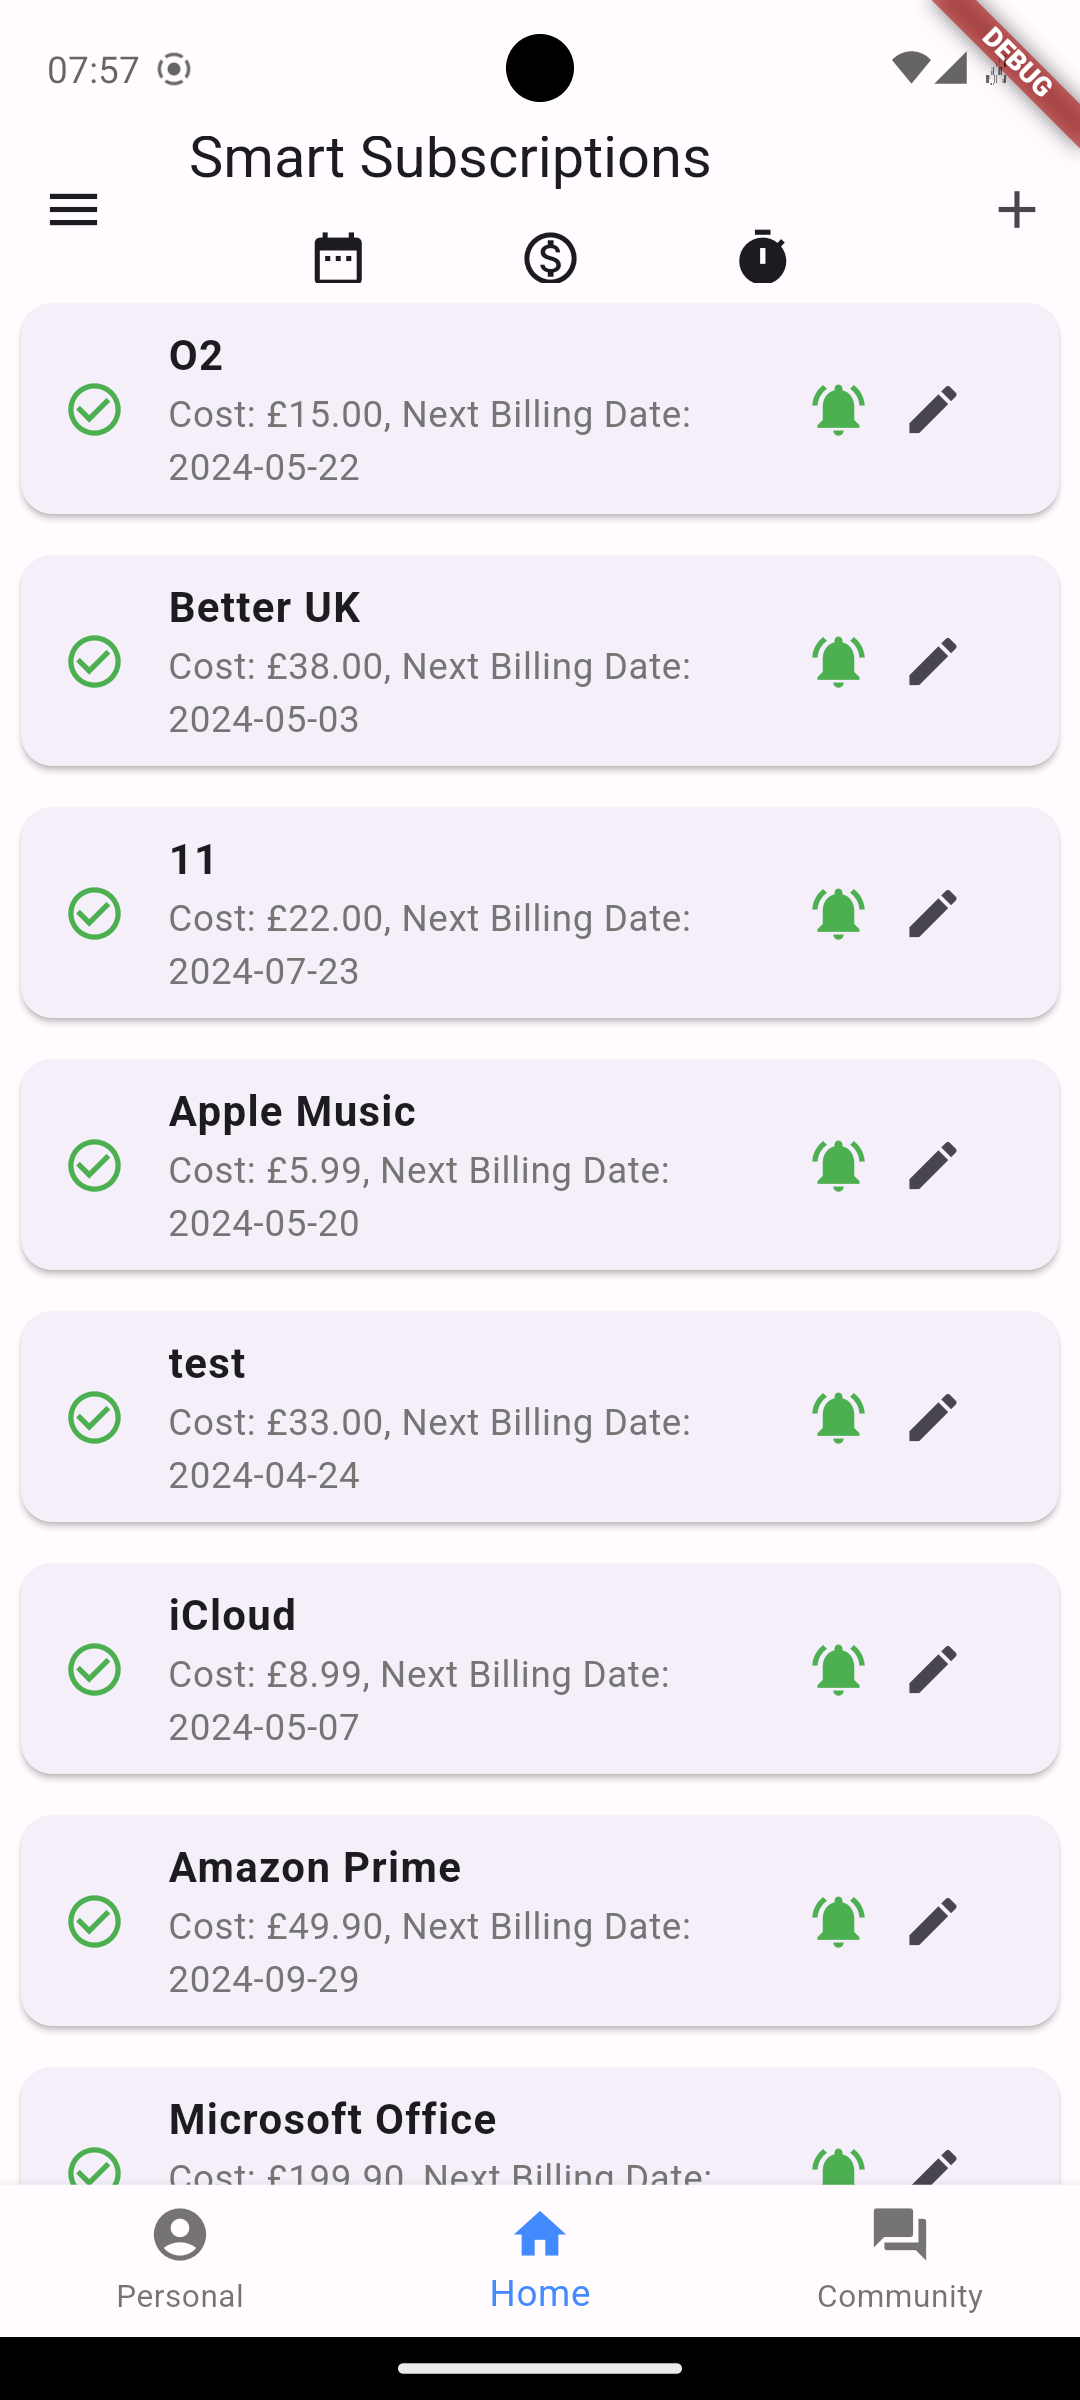 07:57
DEBUG
Smart Subscriptions
O2
Cost: £15.00, Next Billing Date:
2024-05-22
Better UK
Cost: £38.00, Next Billing Date:
2024-05-03
11
Cost: £22.00, Next Billing Date:
2024-07-23
Apple Music
Cost: £5.99, Next Billing Date:
2024-05-20
test
Cost: £33.00, Next Billing Date:
2024-04-24
iCloud
Cost: £8.99, Next Billing Date:
2024-05-07
Amazon Prime
Cost: £49.90, Next Billing Date:
2024-09-29
Microsoft Office
Cost: £199.90, Next Billing Date:
Personal
Home
Community